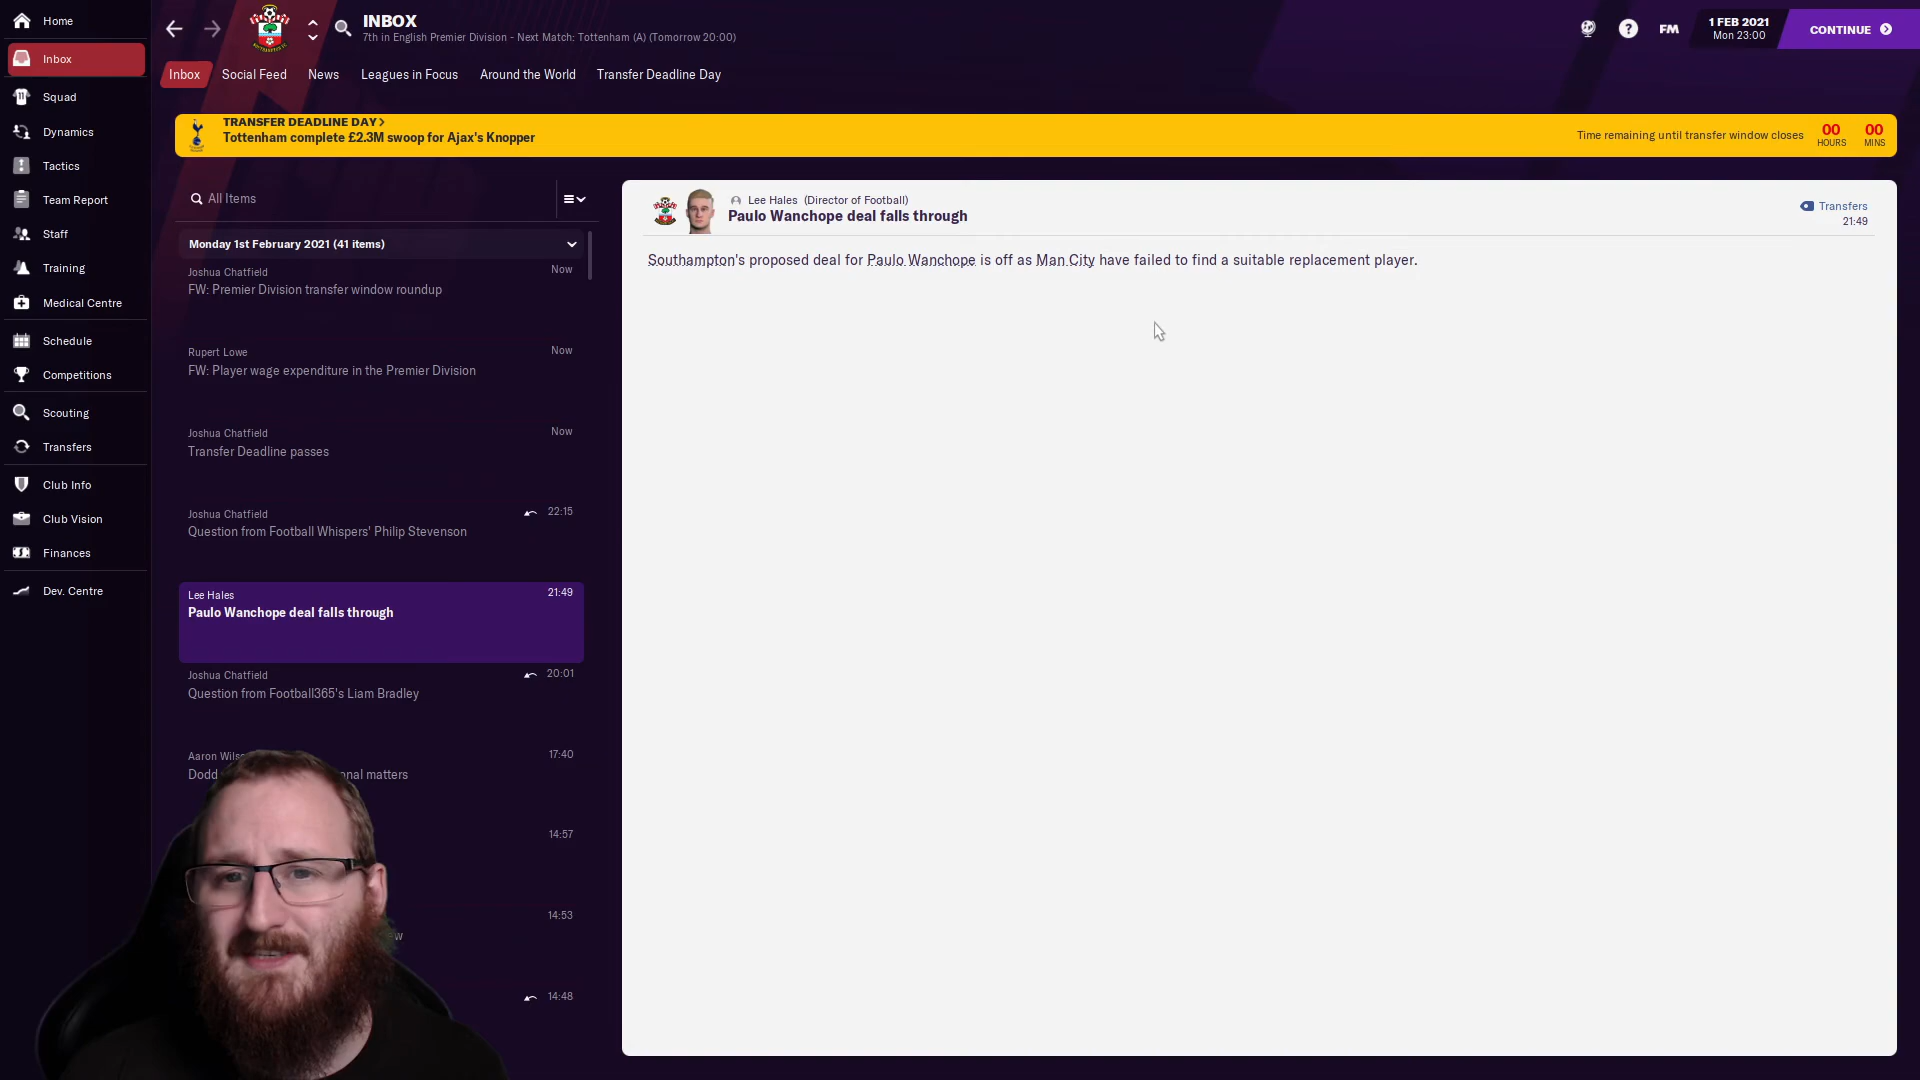 Home
Inbox
Squad
Dynamics
Tactics
Team Report
Staff
Training
Medical Centre
Schedule
Competitions
Scouting
Transfers
Club Info
Club Vision
Finances
Dev. Centre
INBOX
7th in English Premier Division - Next Match: Tottenham (A) (Tomorrow 20:00)
FM
1 FEB 2021
Mon 23:00
CONTINUE
Inbox Social Feed News Leagues in Focus Around the World Transfer Deadline Day
TRANSFER DEADLINE DAY>
Tottenham complete £2.3M swoop for Ajax's Knopper
Time remaining until transfer window closes
00 HOURS
00 MINS
All Items
Monday 1st February 2021 (41 items)
Joshua Chatfield Now
FW: Premier Division transfer window roundup
Rupert Lowe Now
FW: Player wage expenditure in the Premier Division
Joshua Chatfield Now
Transfer Deadline passes
Joshua Chatfield 22:15
Question from Football Whispers' Philip Stevenson
Lee Hales 21:49
Paulo Wanchope deal falls through
Joshua Chatfield 20:01
Question from Football365's Liam Bradley
Aaron 17:40
Dodd matters
14:57
14:53
14:48
Lee Hales (Director of Football)
Paulo Wanchope deal falls through
Transfers
21:49
Southampton's proposed deal for Paulo Wanchope is off as Man City have failed to find a suitable replacement player.